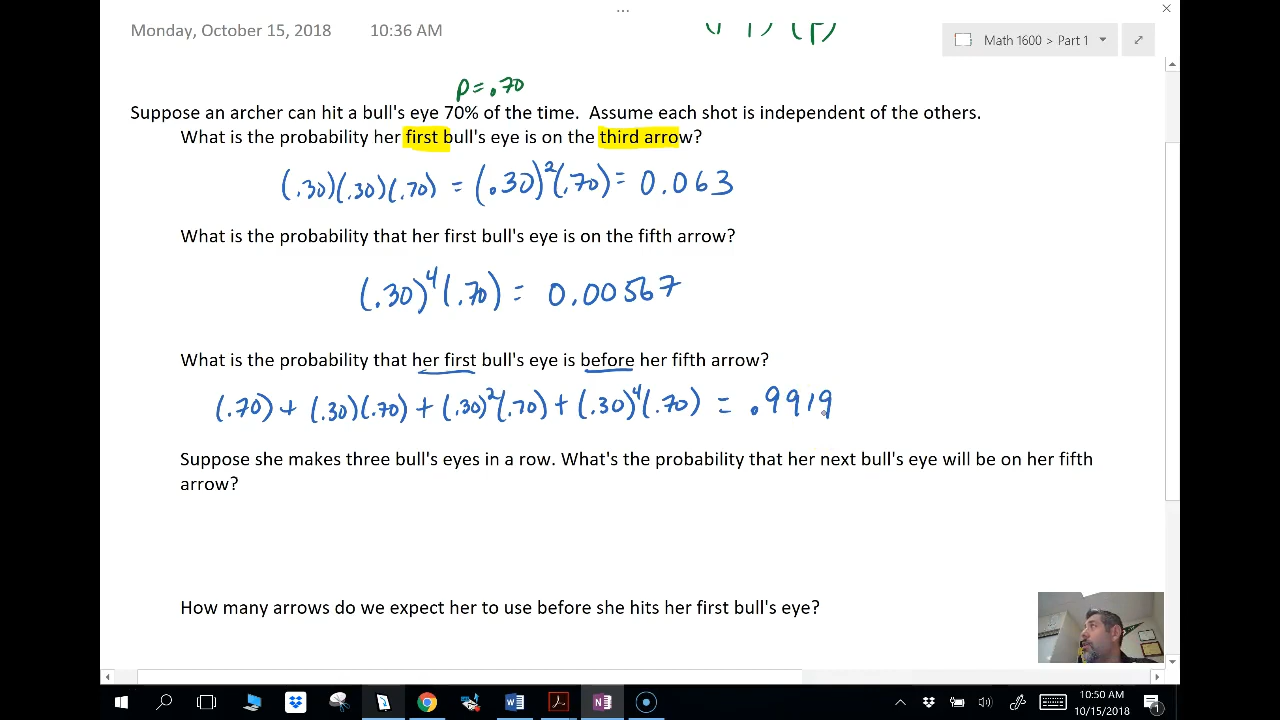 Monday, October 15, 2018 10:36 AM
Math 1600 > Part 1
p = .70
Suppose an archer can hit a bull's eye 70% of the time. Assume each shot is independent of the others.
What is the probability her first bull's eye is on the third arrow?
(.30)(.30)(.70) = (.30)²(.70) = 0.063
What is the probability that her first bull's eye is on the fifth arrow?
(.30)⁴(.70) = 0.00567
What is the probability that her first bull's eye is before her fifth arrow?
(.70) + (.30)(.70) + (.30)²(.70) + (.30)⁴(.70) = .9919
Suppose she makes three bull's eyes in a row. What's the probability that her next bull's eye will be on her fifth
arrow?
How many arrows do we expect her to use before she hits her first bull's eye?
10:50 AM
10/15/2018
1